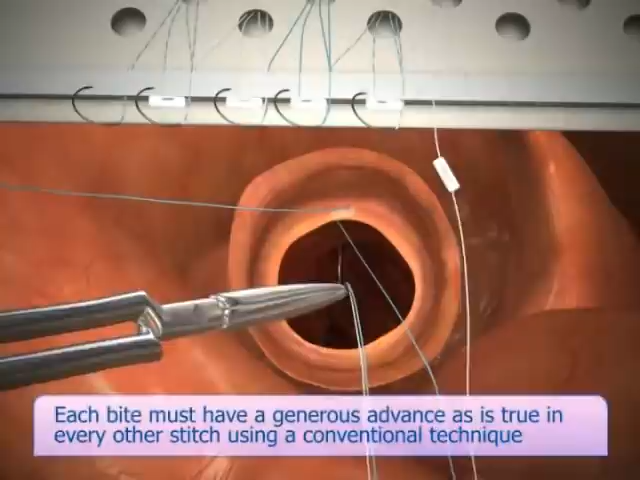 Each bite must have a generous advance as is true in
every other stitch using a conventional technique